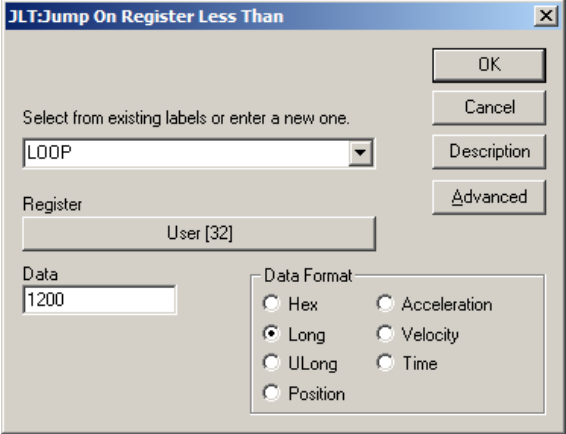 JLT:Jump On Register Less Than
OK
Cancel
Select from existing labels or enter a new one.
LOOP
Description
Advanced
Register
User [32]
Data
1200
Data Format
Hex
Acceleration
Long
Velocity
ULong
Time
Position